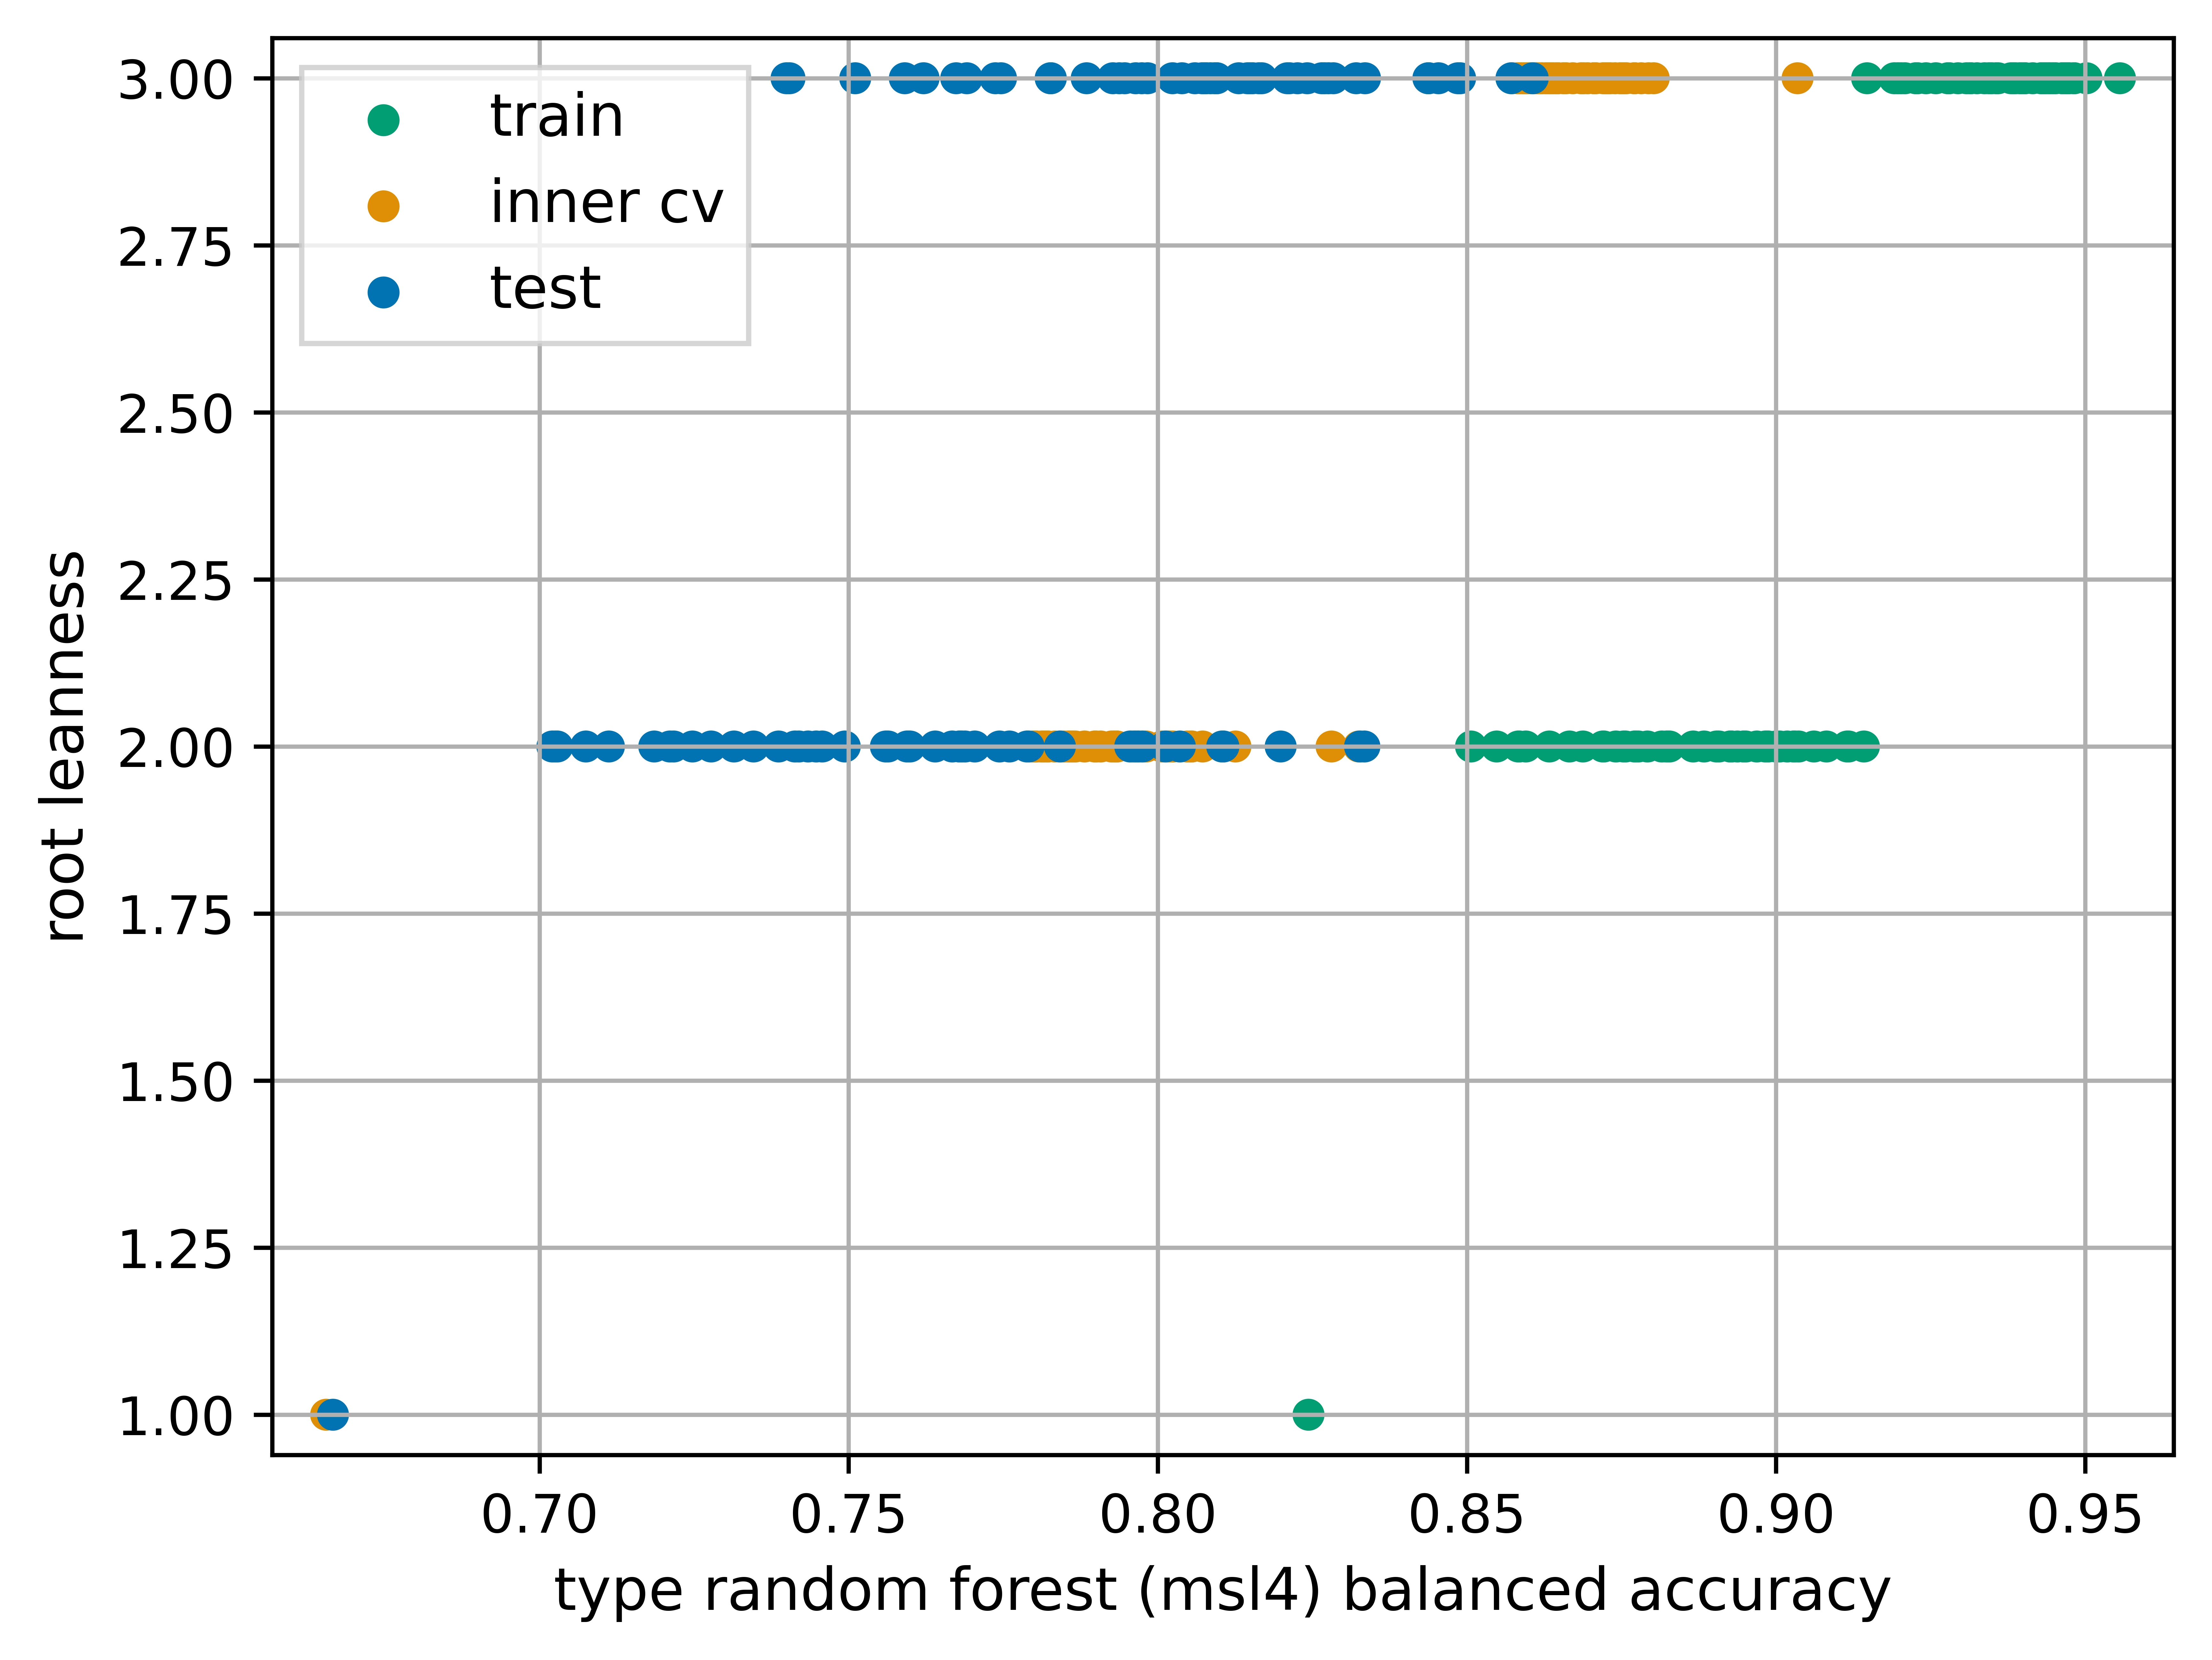 3.00
2.75
2.50
2.25
2.00
1.75
1.50
1.25
1.00
root leanness
train
inner cv
test
0.70 0.75 0.80 0.85 0.90 0.95
type random forest (msl4) balanced accuracy